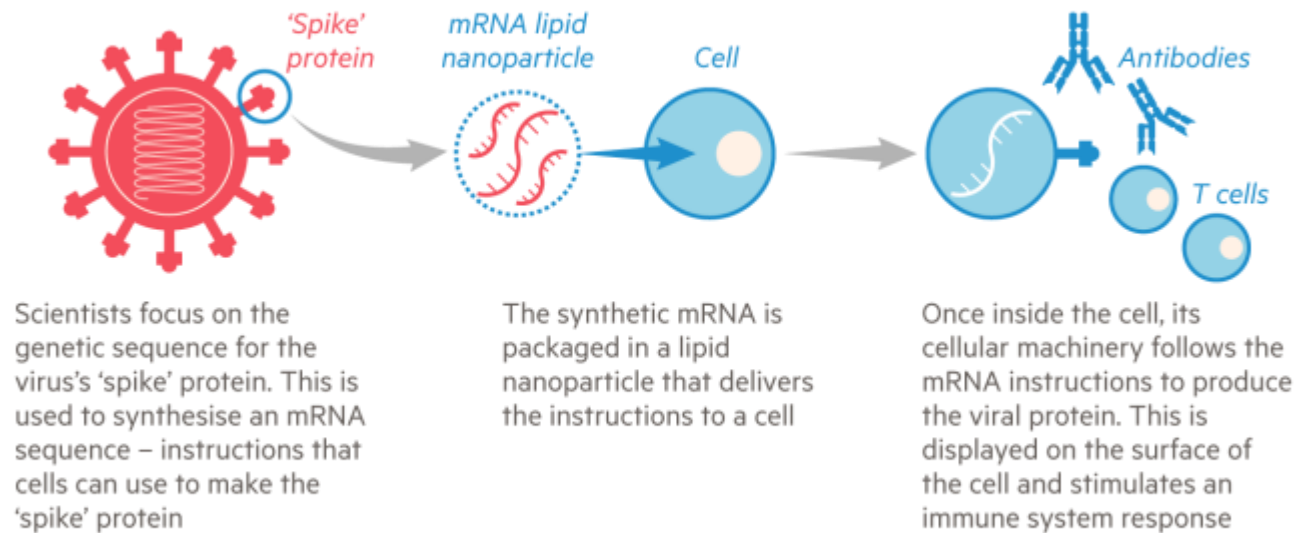 ‘Spike’
protein
mRNA lipid
nanoparticle
Cell
Antibodies
T cells
Scientists focus on the
genetic sequence for the
virus’s ‘spike’ protein. This is
used to synthesise an mRNA
sequence – instructions that
cells can use to make the
‘spike’ protein
The synthetic mRNA is
packaged in a lipid
nanoparticle that delivers
the instructions to a cell
Once inside the cell, its
cellular machinery follows the
mRNA instructions to produce
the viral protein. This is
displayed on the surface of
the cell and stimulates an
immune system response